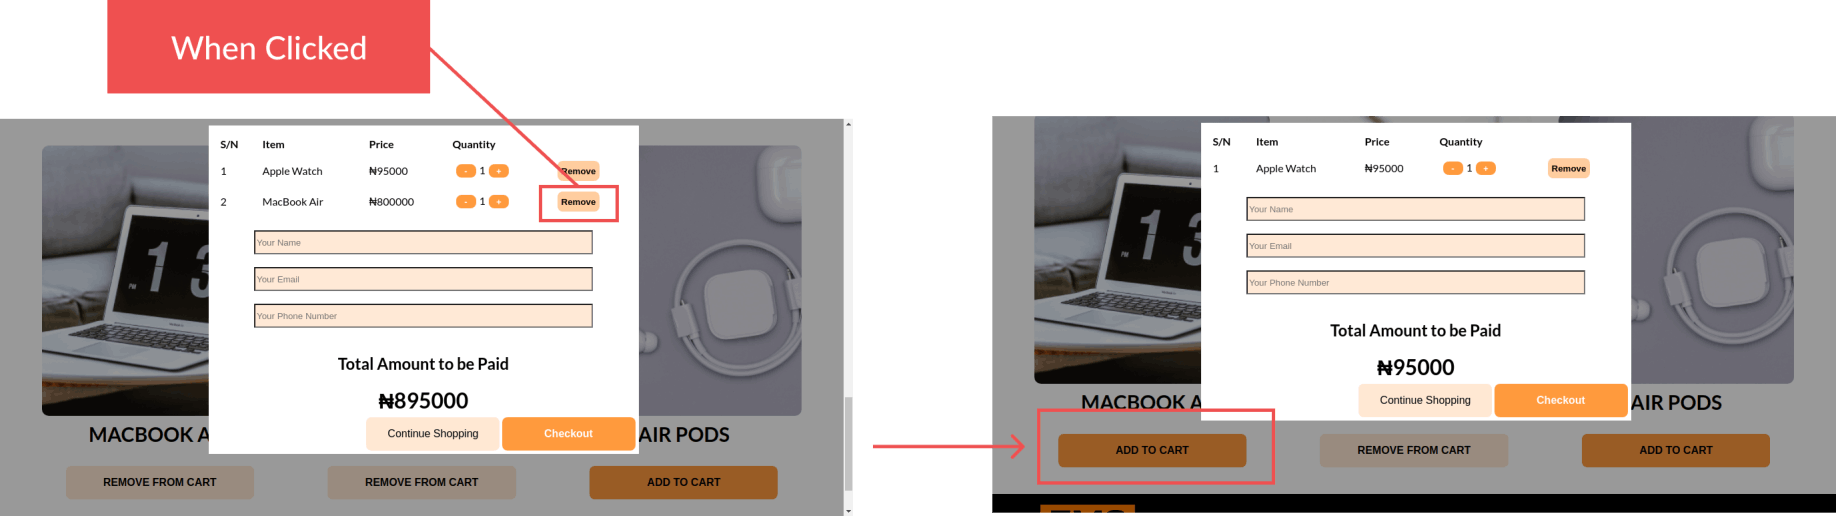 When Clicked
S/N Item Price Quantity
1 Apple Watch ₦95000 - 1 + Remove
2 MacBook Air ₦800000 - 1 + Remove
Your Name
Your Email
Your Phone Number
Total Amount to be Paid
₦895000
Continue Shopping Checkout
MACBOOK A AIR PODS
REMOVE FROM CART REMOVE FROM CART ADD TO CART
S/N Item Price Quantity
1 Apple Watch ₦95000 - 1 + Remove
Your Name
Your Email
Your Phone Number
Total Amount to be Paid
₦95000
Continue Shopping Checkout
MACBOOK A AIR PODS
ADD TO CART REMOVE FROM CART ADD TO CART